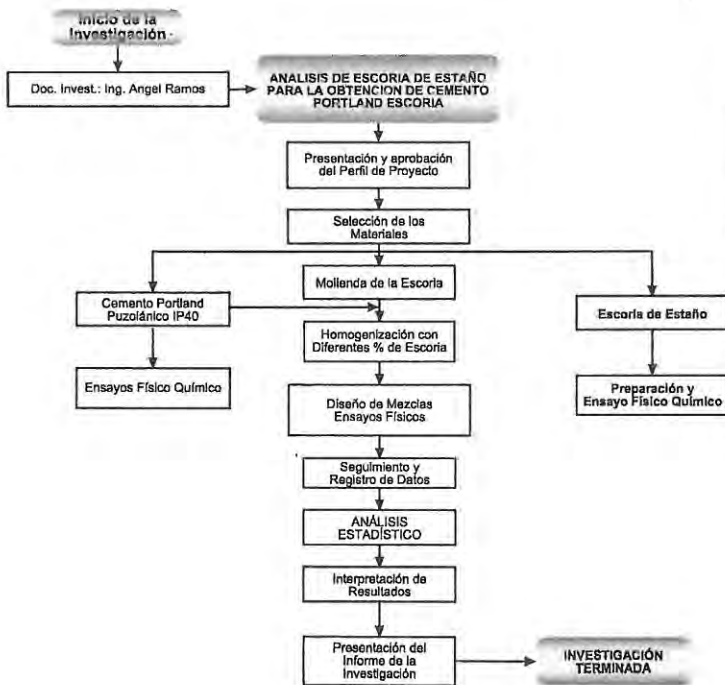 Inicio de la
Investigación
Doc. Invest.: Ing. Angel Ramos
ANALISIS DE ESCORIA DE ESTAÑO
PARA LA OBTENCION DE CEMENTO
PORTLAND ESCORIA
Presentación y aprobación
del Perfil de Proyecto
Selección de los
Materiales
Molienda de la Escoria
Cemento Portland
Puzolánico IP40
Escoria de Estaño
Homogenización con
Diferentes % de Escoria
Ensayos Físico Químico
Preparación y
Ensayo Físico Químico
Diseño de Mezclas
Ensayos Físicos
Seguimiento y
Registro de Datos
ANÁLISIS
ESTADÍSTICO
Interpretación de
Resultados
Presentación del
Informe de la
Investigación
INVESTIGACIÓN
TERMINADA